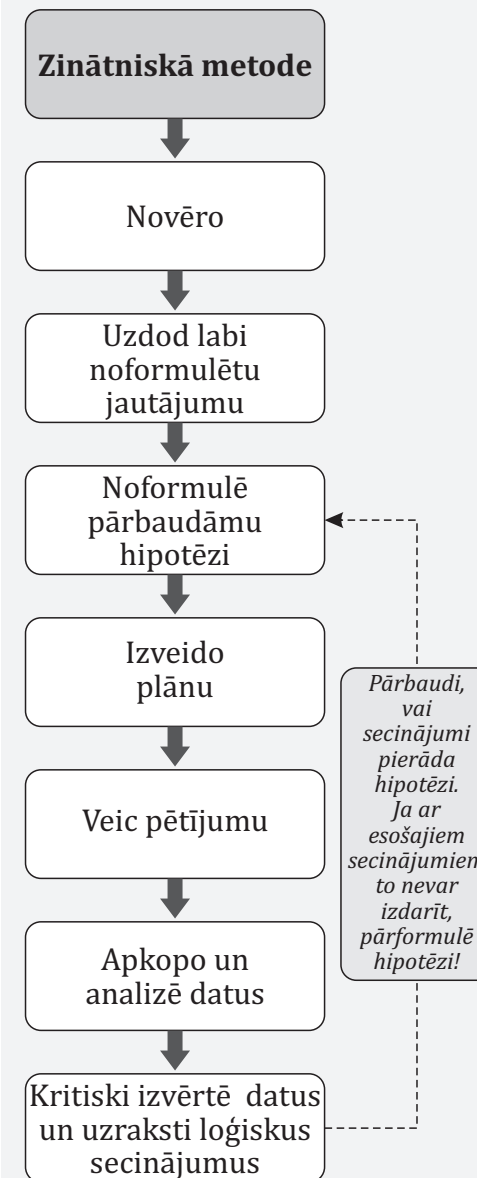 Zinātniskā metode
Novēro
Uzdod labi
noformulētu
jautājumu
Noformulē
pārbaudāmu
hipotēzi
Izveido
plānu
Veic pētījumu
Apkopo un
analizē datus
Kritiski izvērtē datus
un uzraksti loģiskus
secinājumus
Pārbaudi,
vai
secinājumi
pierāda
hipotēzi.
Ja ar
esošajiem
secinājumiem
to nevar
izdarīt,
pārformulē
hipotēzi!